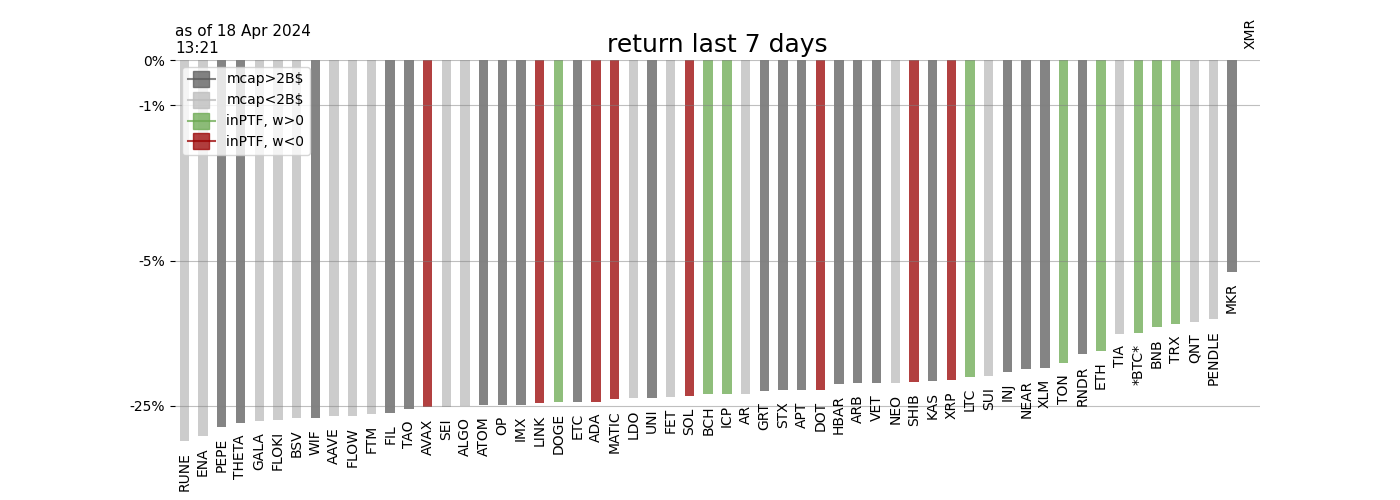 as of 18 Apr 2024
13:21
return last 7 days
XMR
0%
-1%
-5%
-25%
mcap>2B$
mcap<2B$
inPTF, w>0
inPTF, w<0
RUNE
ENA
PEPE
THETA
GALA
FLOKI
BSV
WIF
AAVE
FLOW
FTM
FIL
TAO
AVAX
SEI
ALGO
ATOM
OP
IMX
LINK
DOGE
ETC
ADA
MATIC
LDO
UNI
FET
SOL
BCH
ICP
AR
GRT
STX
APT
DOT
HBAR
ARB
VET
NEO
SHIB
KAS
XRP
LTC
SUI
INJ
NEAR
XLM
TON
RNDR
ETH
TIA
*BTC*
BNB
TRX
QNT
PENDLE
MKR